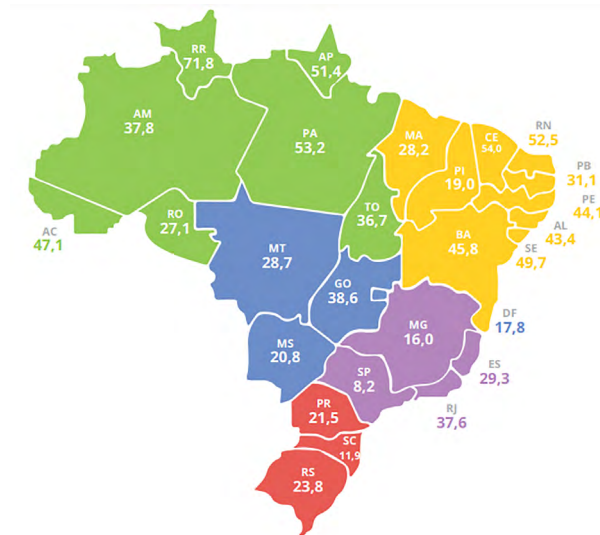 RR
71,8
AP
51,4
AM
37,8
PA
53,2
MA
28,2
CE
54,0
RN
52,5
PI
19,0
PB
31,1
PE
44,1
AL
43,4
SE
49,7
TO
36,7
BA
45,8
RO
27,1
AC
47,1
MT
28,7
GO
38,6
DF
17,8
MG
16,0
MS
20,8
ES
29,3
SP
8,2
RJ
37,6
PR
21,5
SC
11,9
RS
23,8